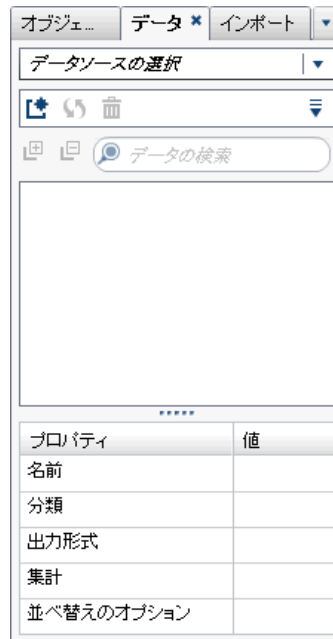 オブジェ... データ インポート
データソースの選択
データの検索
プロパティ 値
名前
分類
出力形式
集計
並べ替えのオプション